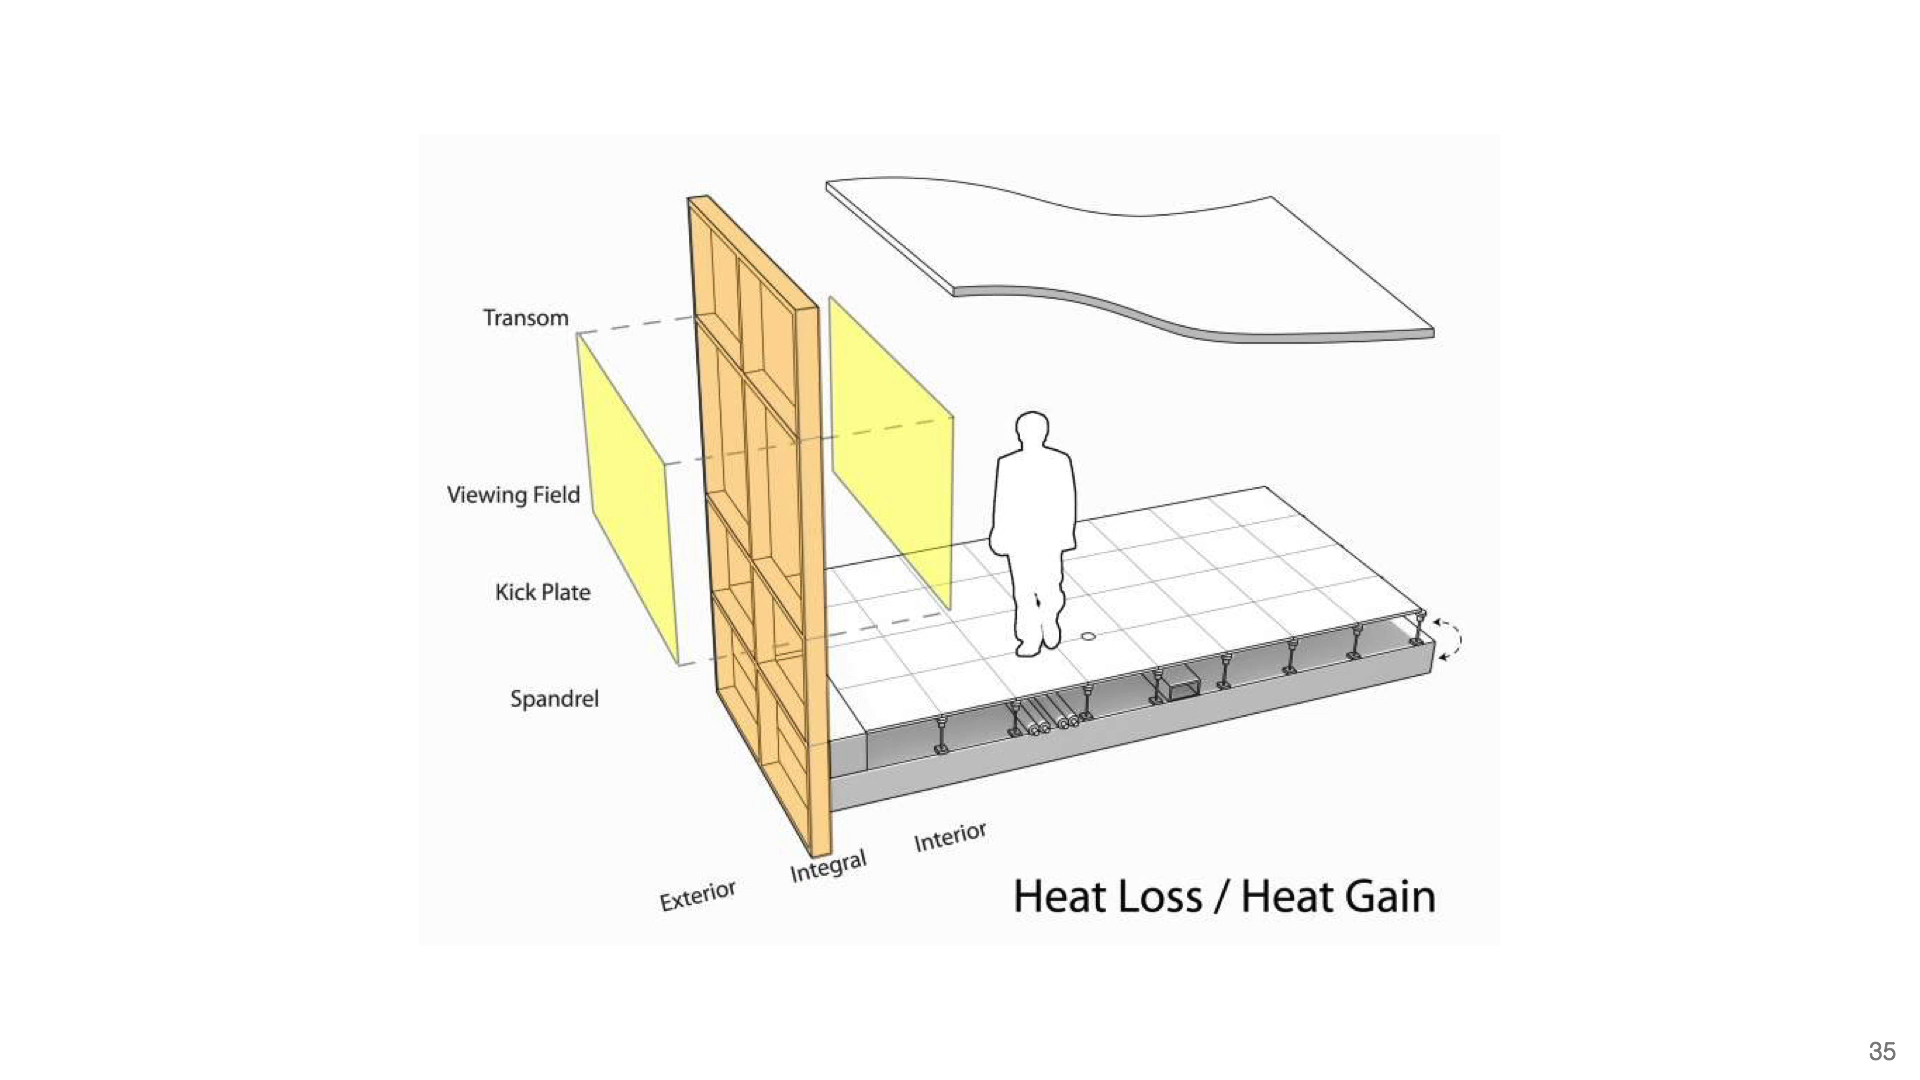 Transom
Viewing Field
Kick Plate
Spandrel
Exterior
Integral
Interior
Heat Loss / Heat Gain
35